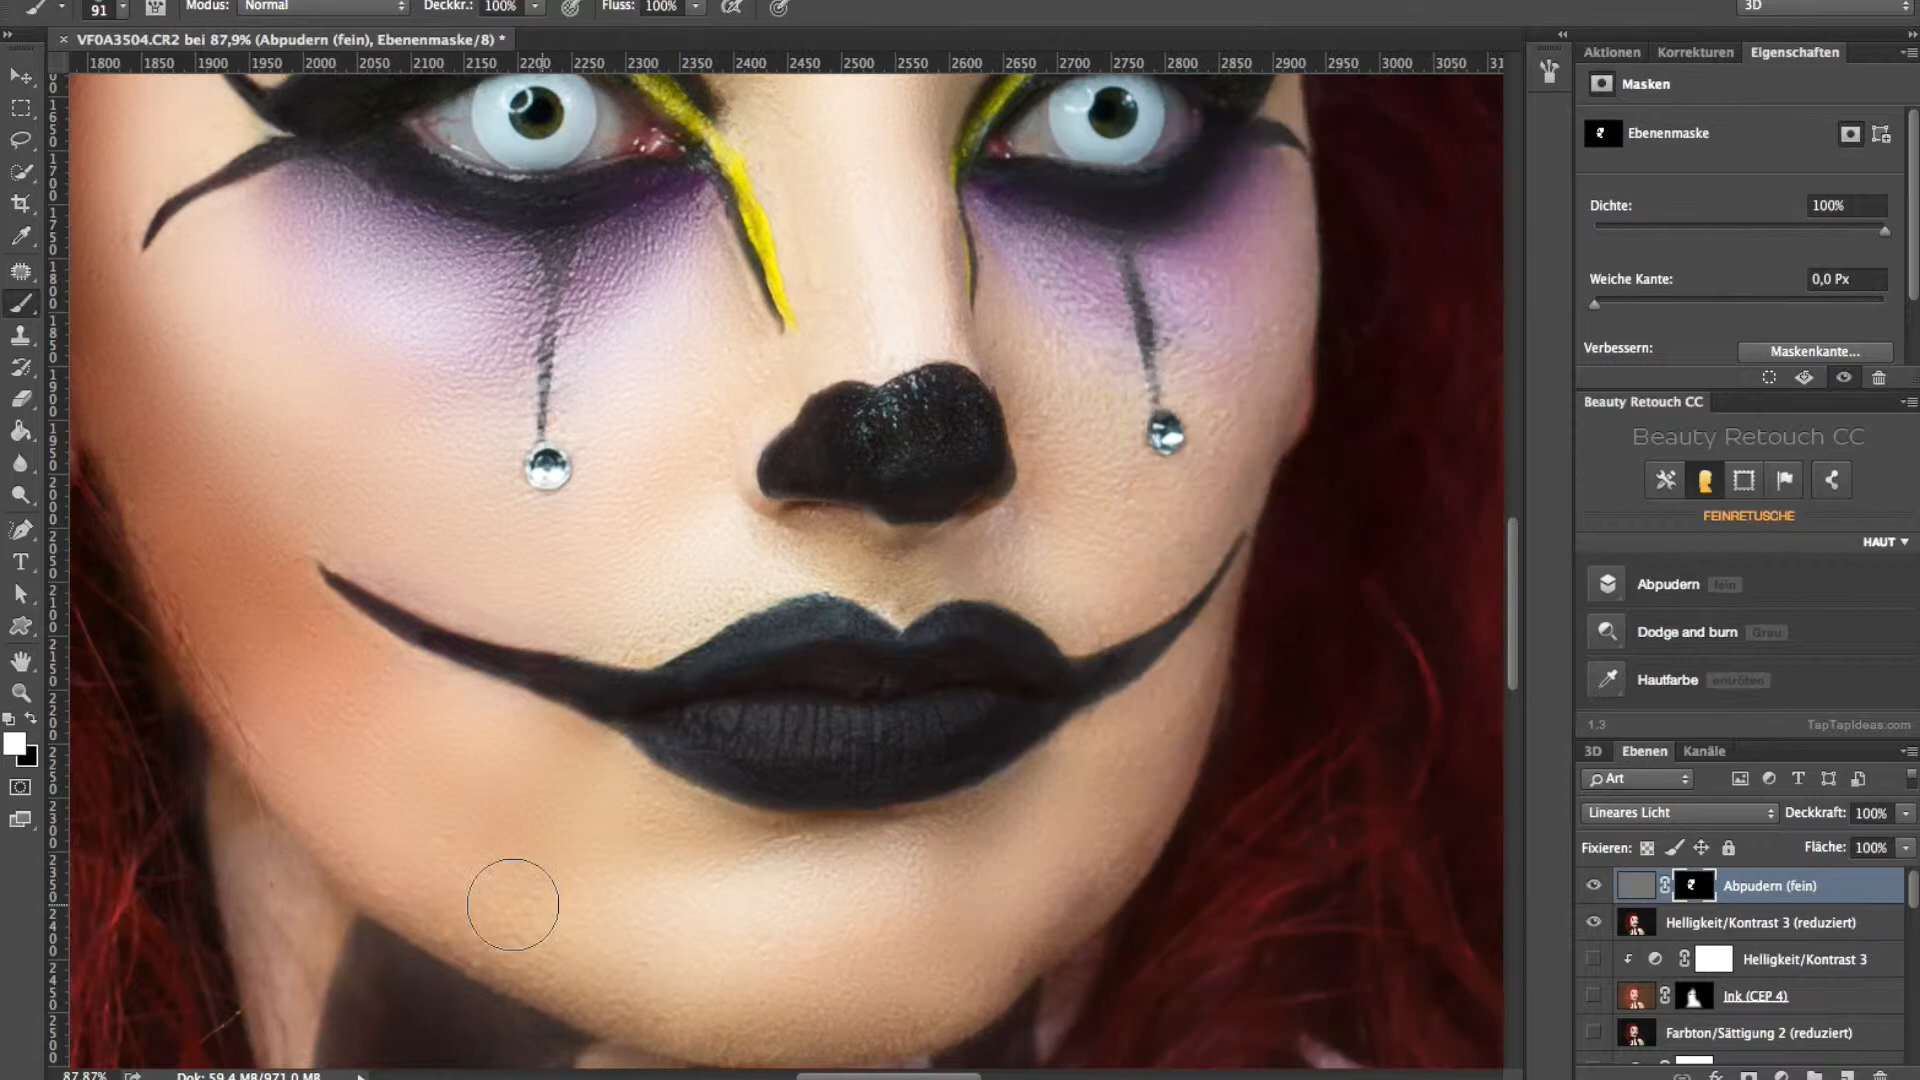 91 Modus: Normal Deckkr.: 100% Fluss: 100% 3D
× VF0A3504.CR2 bei 87,9% (Abpudern (fein), Ebenenmaske/8) *
1800 1850 1900 1950 2000 2050 2100 2150 2200 2250 2300 2350 2400 2450 2500 2550 2600 2650 2700 2750 2800 2850 2900 2950 3000 3050 31
Aktionen Korrekturen Eigenschaften
Masken
Ebenenmaske
Dichte: 100%
Weiche Kante: 0,0 Px
Verbessern: Maskenkante...
Beauty Retouch CC
Beauty Retouch CC
FEINRETUSCHE
HAUT
Abpudern fein
Dodge and burn Grau
Hautfarbe entröten
1.3 TapTapIdeas.com
3D Ebenen Kanäle
Art
Lineares Licht Deckkraft: 100%
Fixieren: Fläche: 100%
Abpudern (fein)
Helligkeit/Kontrast 3 (reduziert)
Helligkeit/Kontrast 3
Ink (CEP 4)
Farbton/Sättigung 2 (reduziert)
87,87% Dok: 59,4 MB/971,0 MB